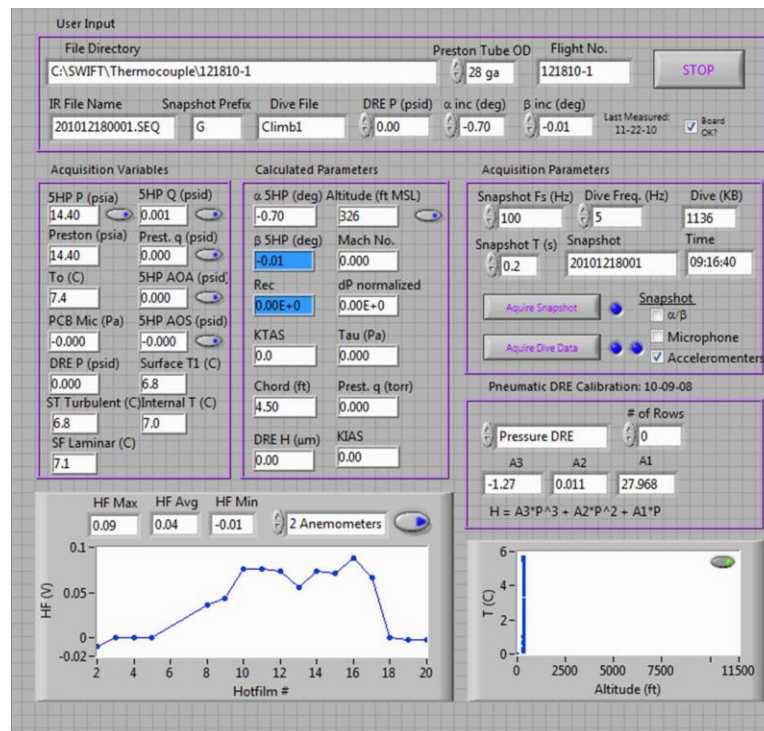 User Input
File Directory
Preston Tube OD
Flight No.
C:\SWIFT\Thermocouple\121810-1
28 ga
121810-1
STOP
IR File Name
Snapshot Prefix
Dive File
DRE P (psid)
α inc (deg)
β inc (deg)
Last Measured:
11-22-10
Board
OK?
201012180001.SEQ
G
Climb1
0.00
-0.70
-0.01
Acquisition Variables
5HP P (psia)
5HP Q (psid)
14.40
0.001
Preston (psia)
Prest. q (psid)
14.40
0.000
To (C)
5HP AOA (psid)
7.4
0.000
PCB Mic (Pa)
5HP AOS (psid)
-0.000
-0.000
DRE P (psid)
Surface T1 (C)
0.000
6.8
ST Turbulent (C)
Internal T (C)
6.8
7.0
SF Laminar (C)
7.1
Calculated Parameters
α 5HP (deg)
Altitude (ft MSL)
-0.70
326
β 5HP (deg)
Mach No.
-0.01
0.000
Rec
dP normalized
0.00E+0
0.00E+0
KTAS
Tau (Pa)
0.0
0.000
Chord (ft)
Prest. q (torr)
4.50
0.000
DRE H (μm)
KIAS
0.00
0.00
Acquisition Parameters
Snapshot Fs (Hz)
Dive Freq. (Hz)
Dive (KB)
100
5
1136
Snapshot T (s)
Snapshot
Time
0.2
20101218001
09:16:40
Aquire Snapshot
Aquire Dive Data
Snapshot
α/β
Microphone
Acceleromenters
Pneumatic DRE Calibration: 10-09-08
# of Rows
Pressure DRE
0
A3
A2
A1
-1.27
0.011
27.968
H = A3*P^3 + A2*P^2 + A1*P
HF Max
HF Avg
HF Min
0.09
0.04
-0.01
2 Anemometers
HF (V)
0.1
0.05
0
-0.02
2 4 6 8 10 12 14 16 18 20
Hotfilm #
T (C)
6
4
2
0
0 2500 5000 7500 11500
Altitude (ft)